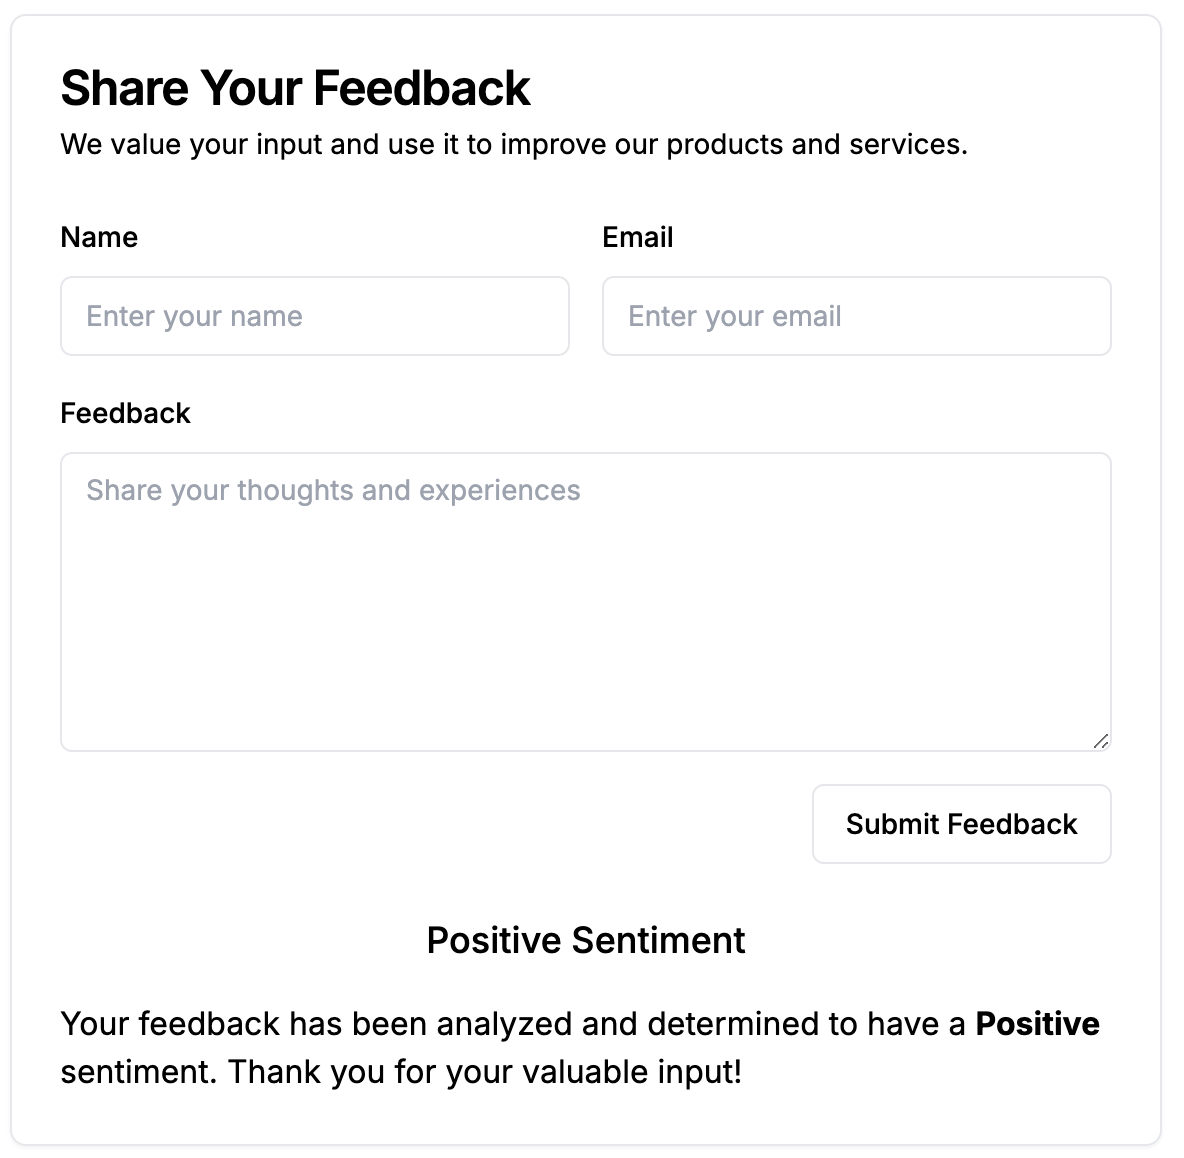 Share Your Feedback
We value your input and use it to improve our products and services.
Name
Email
Enter your name
Enter your email
Feedback
Share your thoughts and experiences
Submit Feedback
Positive Sentiment
Your feedback has been analyzed and determined to have a Positive
sentiment. Thank you for your valuable input!